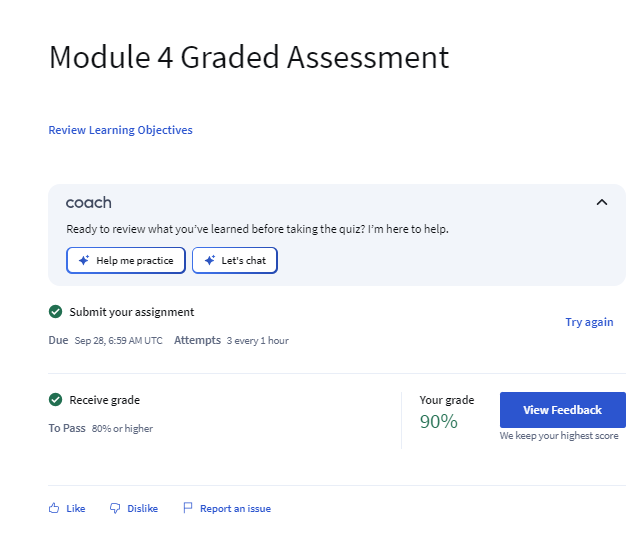 Module 4 Graded Assessment
Review Learning Objectives
coach
Ready to review what you've learned before taking the quiz? I'm here to help.
Help me practice Let's chat
Submit your assignment
Try again
Due Sep 28, 6:59 AM UTC Attempts 3 every 1 hour
Receive grade
Your grade
View Feedback
90%
To Pass 80% or higher
We keep your highest score
Like Dislike Report an issue